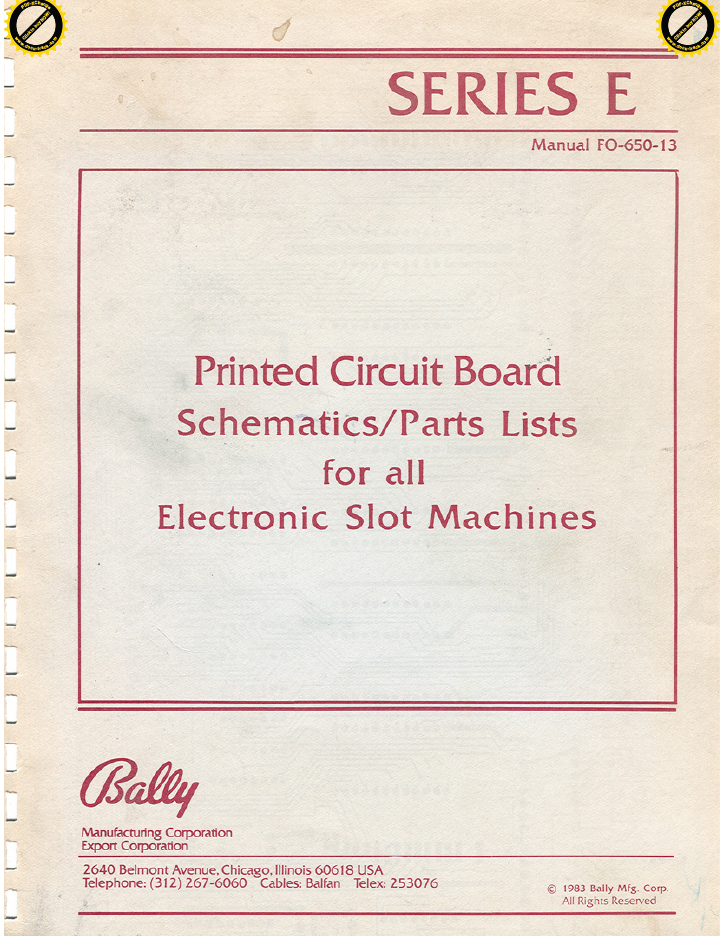 SERIES E
Manual FO-650-13
Printed Circuit Board
Schematics/Parts Lists
for all
Electronic Slot Machines
Bally
Manufacturing Corporation
Export Corporation
2640 Belmont Avenue, Chicago, Illinois 60618 USA
Telephone: (312) 267-6060 Cables: Balfan Telex: 253076
© 1983 Bally Mfg. Corp.
All Rights Reserved